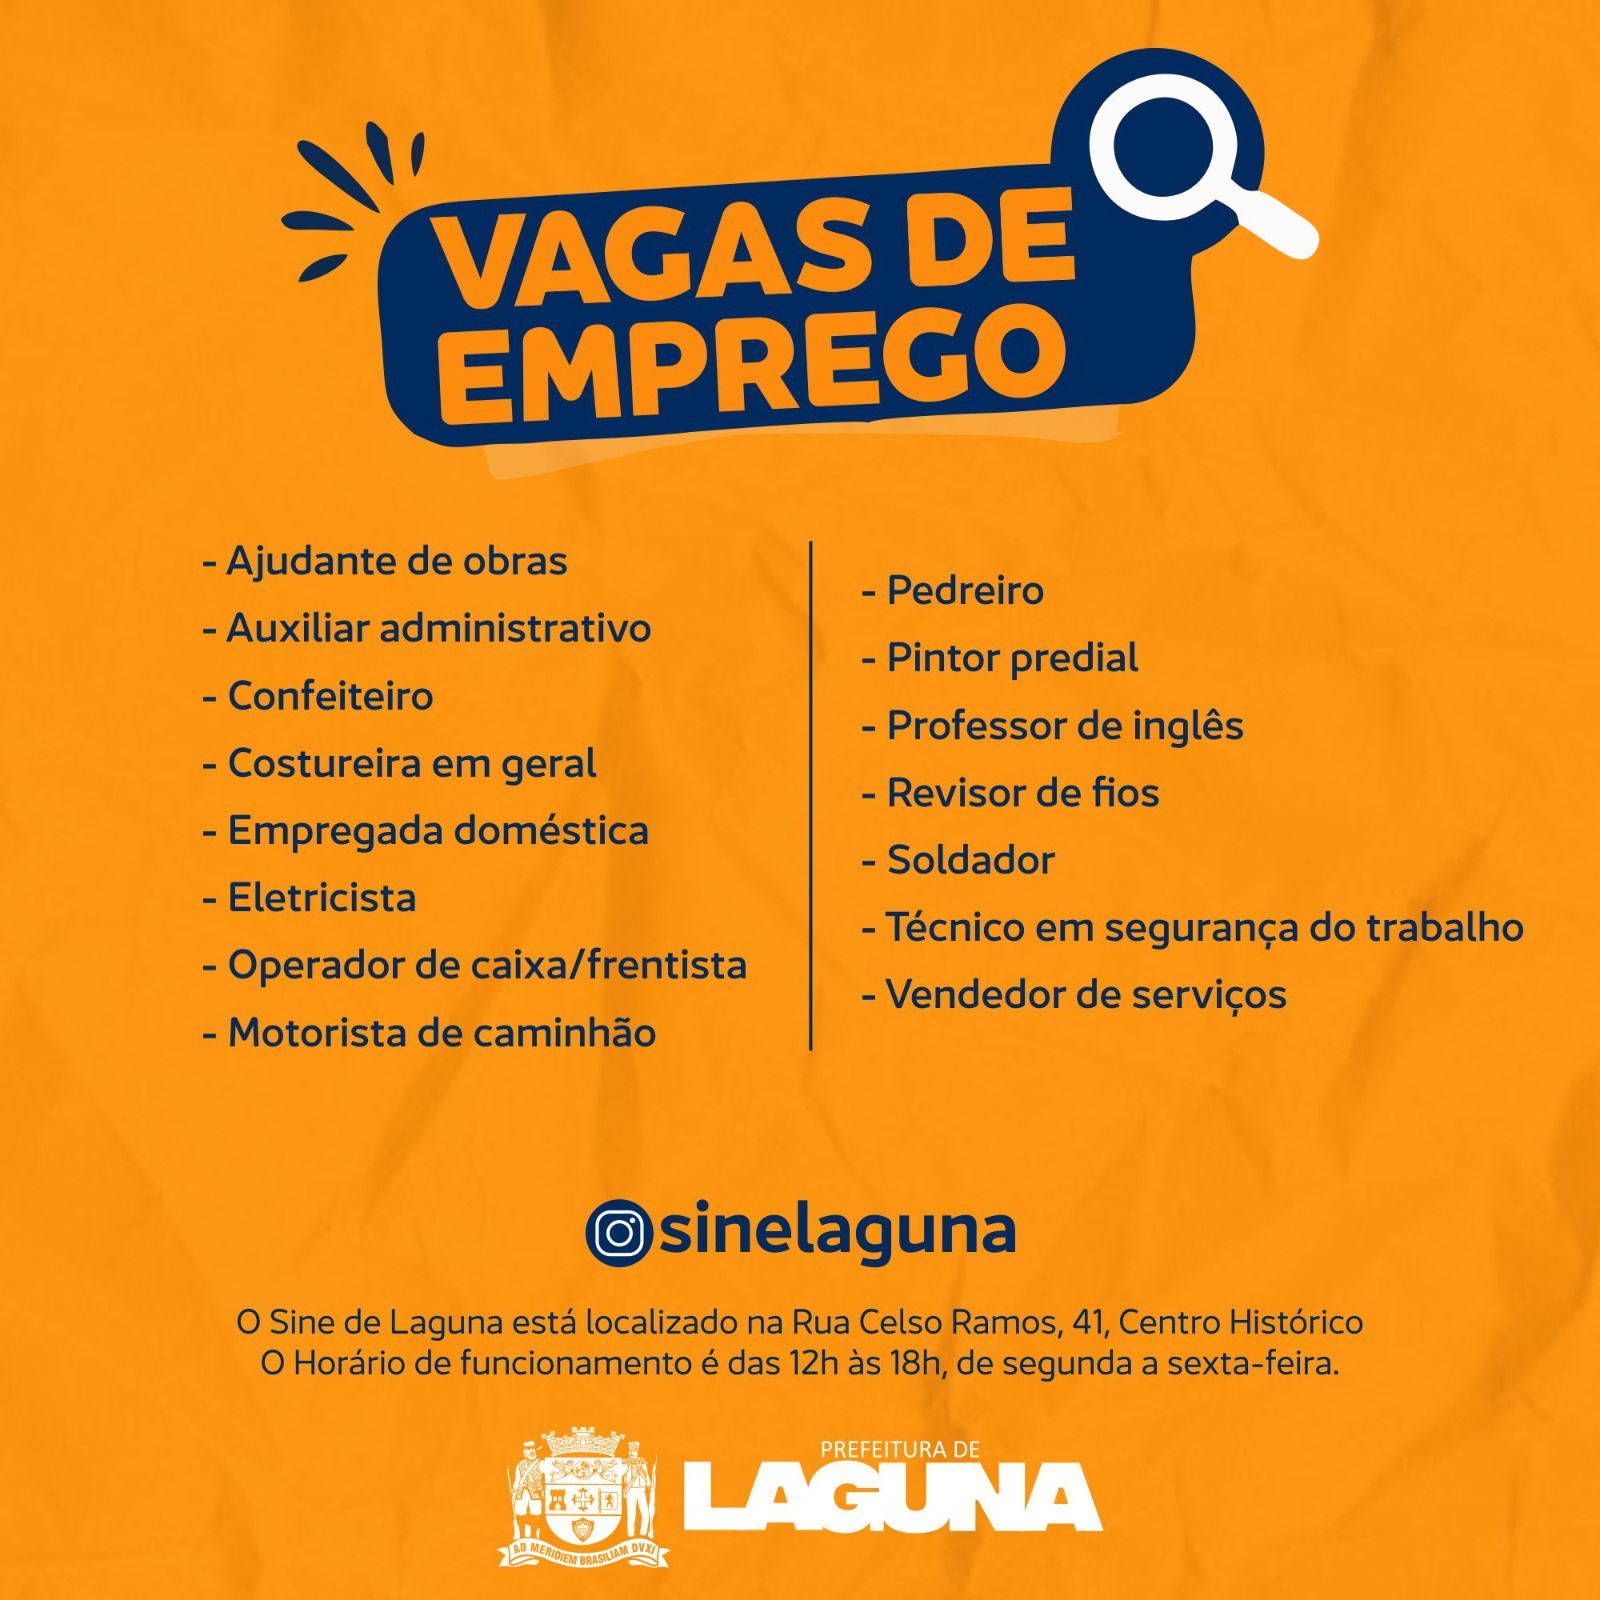 VAGAS DE
EMPREGO
- Ajudante de obras
- Auxiliar administrativo
- Confeiteiro
- Costureira em geral
- Empregada doméstica
- Eletricista
- Operador de caixa/frentista
- Motorista de caminhão
- Pedreiro
- Pintor predial
- Professor de inglês
- Revisor de fios
- Soldador
- Técnico em segurança do trabalho
- Vendedor de serviços
sinelaguna
O Sine de Laguna está localizado na Rua Celso Ramos, 41, Centro Histórico
O Horário de funcionamento é das 12h às 18h, de segunda a sexta-feira.
PREFEITURA DE
LAGUNA
AD MERIDIEM BRASILIAM DVXI